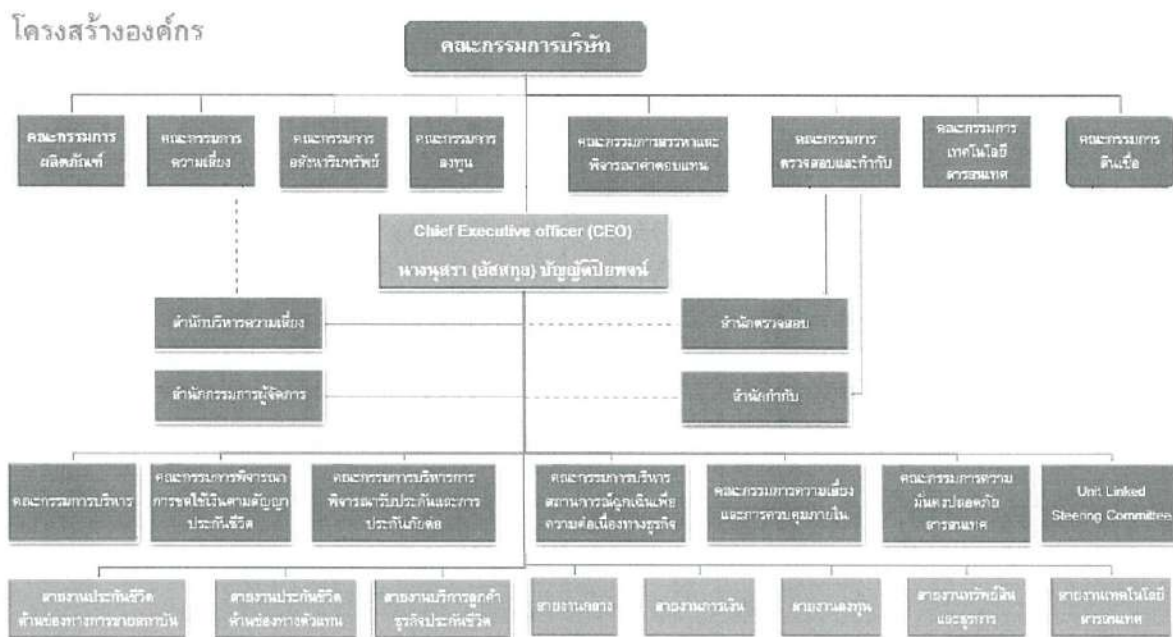 โครงสร้างองค์กร
คณะกรรมการบริษัท
คณะกรรมการ
ผลิตภัณฑ์
คณะกรรมการ
ความเสี่ยง
คณะกรรมการ
อสังหาริมทรัพย์
คณะกรรมการ
ลงทุน
คณะกรรมการสรรหาและ
พิจารณาค่าตอบแทน
คณะกรรมการ
ตรวจสอบและกำกับ
คณะกรรมการ
เทคโนโลยี
สารสนเทศ
คณะกรรมการ
สินเชื่อ
Chief Executive officer (CEO)
นางนุสรา (อัสสกุล) บัญญัติปิยพจน์
สำนักบริหารความเสี่ยง
สำนักตรวจสอบ
สำนักกรรมการผู้จัดการ
สำนักกำกับ
คณะกรรมการบริหาร
คณะกรรมการพิจารณา
การชดใช้เงินตามสัญญา
ประกันชีวิต
คณะกรรมการบริหารการ
พิจารณารับประกันและการ
ประกันภัยต่อ
คณะกรรมการบริหาร
สถานการณ์ฉุกเฉินเพื่อ
ความต่อเนื่องทางธุรกิจ
คณะกรรมการความเสี่ยง
และการควบคุมภายใน
คณะกรรมการความ
มั่นคงปลอดภัย
สารสนเทศ
Unit Linked
Steering Committee
สายงานประกันชีวิต
ด้านช่องทางการขายสถาบัน
สายงานประกันชีวิต
ด้านช่องทางตัวแทน
สายงานบริการลูกค้า
ธุรกิจประกันชีวิต
สายงานกลาง
สายงานการเงิน
สายงานลงทุน
สายงานทรัพย์สิน
และธุรการ
สายงานเทคโนโลยี
สารสนเทศ